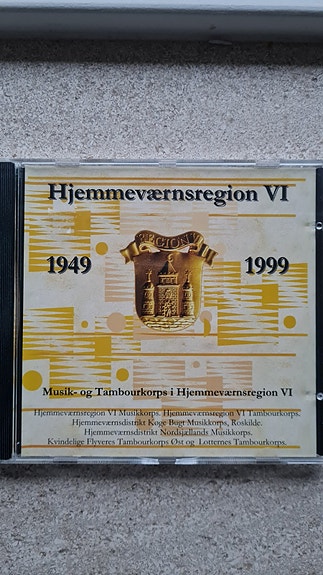 Hjemmeværnsregion VI
REGION VI
1949
1999
Musik- og Tambourkorps i Hjemmeværnsregion VI
Hjemmeværnsregion VI Musikkorps. Hjemmeværnsregion VI Tambourkorps.
Hjemmeværnsdistrikt Køge Bugt Musikkorps, Roskilde.
Hjemmeværnsdistrikt Nordsjællands Musikkorps.
Kvindelige Flyveres Tambourkorps Øst og Lotternes Tambourkorps.